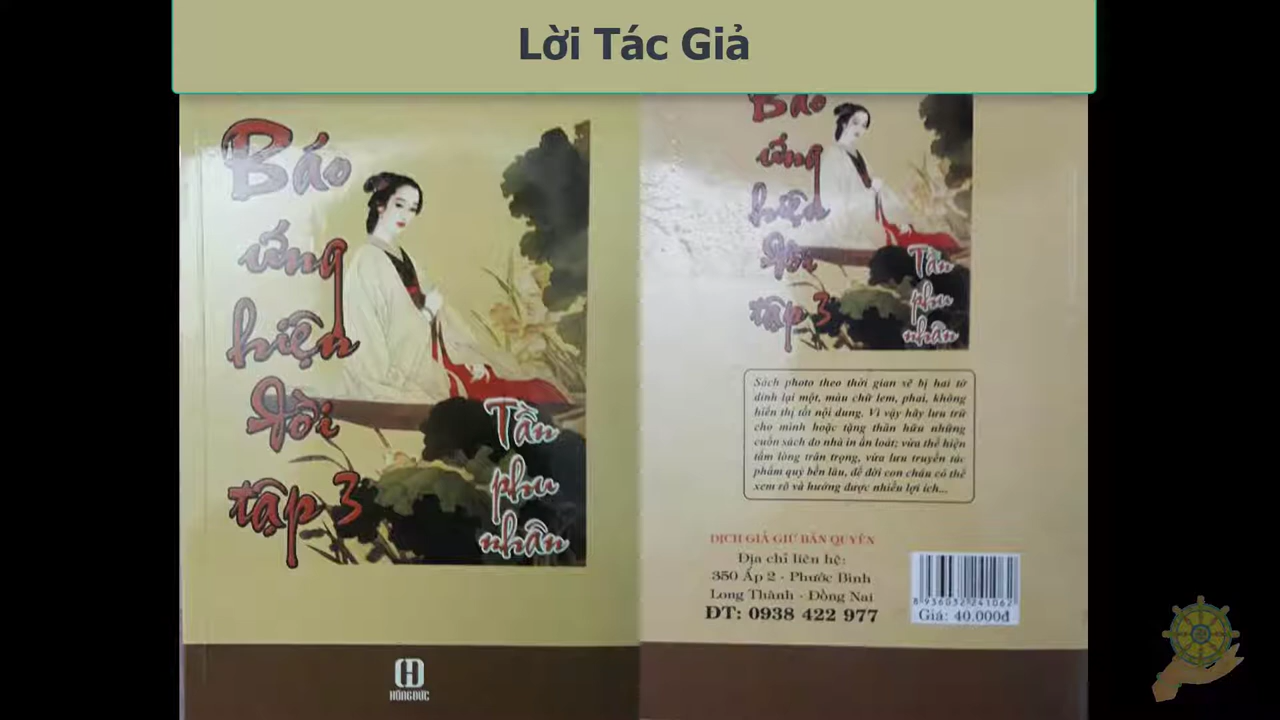 Lời Tác Giả
Báo
ứng
hiện
đời
tập 3
Tần
phu
nhân
HỒNG ĐỨC
Báo
ứng
hiện
đời
tập 3
Tần
phu
nhân
Sách photo theo thời gian sẽ bị hai tờ
dính lại một, màu chữ lem, phai, không
hiển thị tốt nội dung. Vì vậy hãy lưu trữ
cho mình hoặc tặng thân hữu những
cuốn sách do nhà in ấn loát; vừa thể hiện
tấm lòng trân trọng, vừa lưu truyền tác
phẩm quý bền lâu, để đời con cháu có thể
xem rõ và hưởng được nhiều lợi ích...
DỊCH GIẢ GIỮ BẢN QUYỀN
Địa chỉ liên hệ:
350 Ấp 2 - Phước Bình
Long Thành - Đồng Nai
ĐT: 0938 422 977
8 936032 241062
Giá: 40.000đ